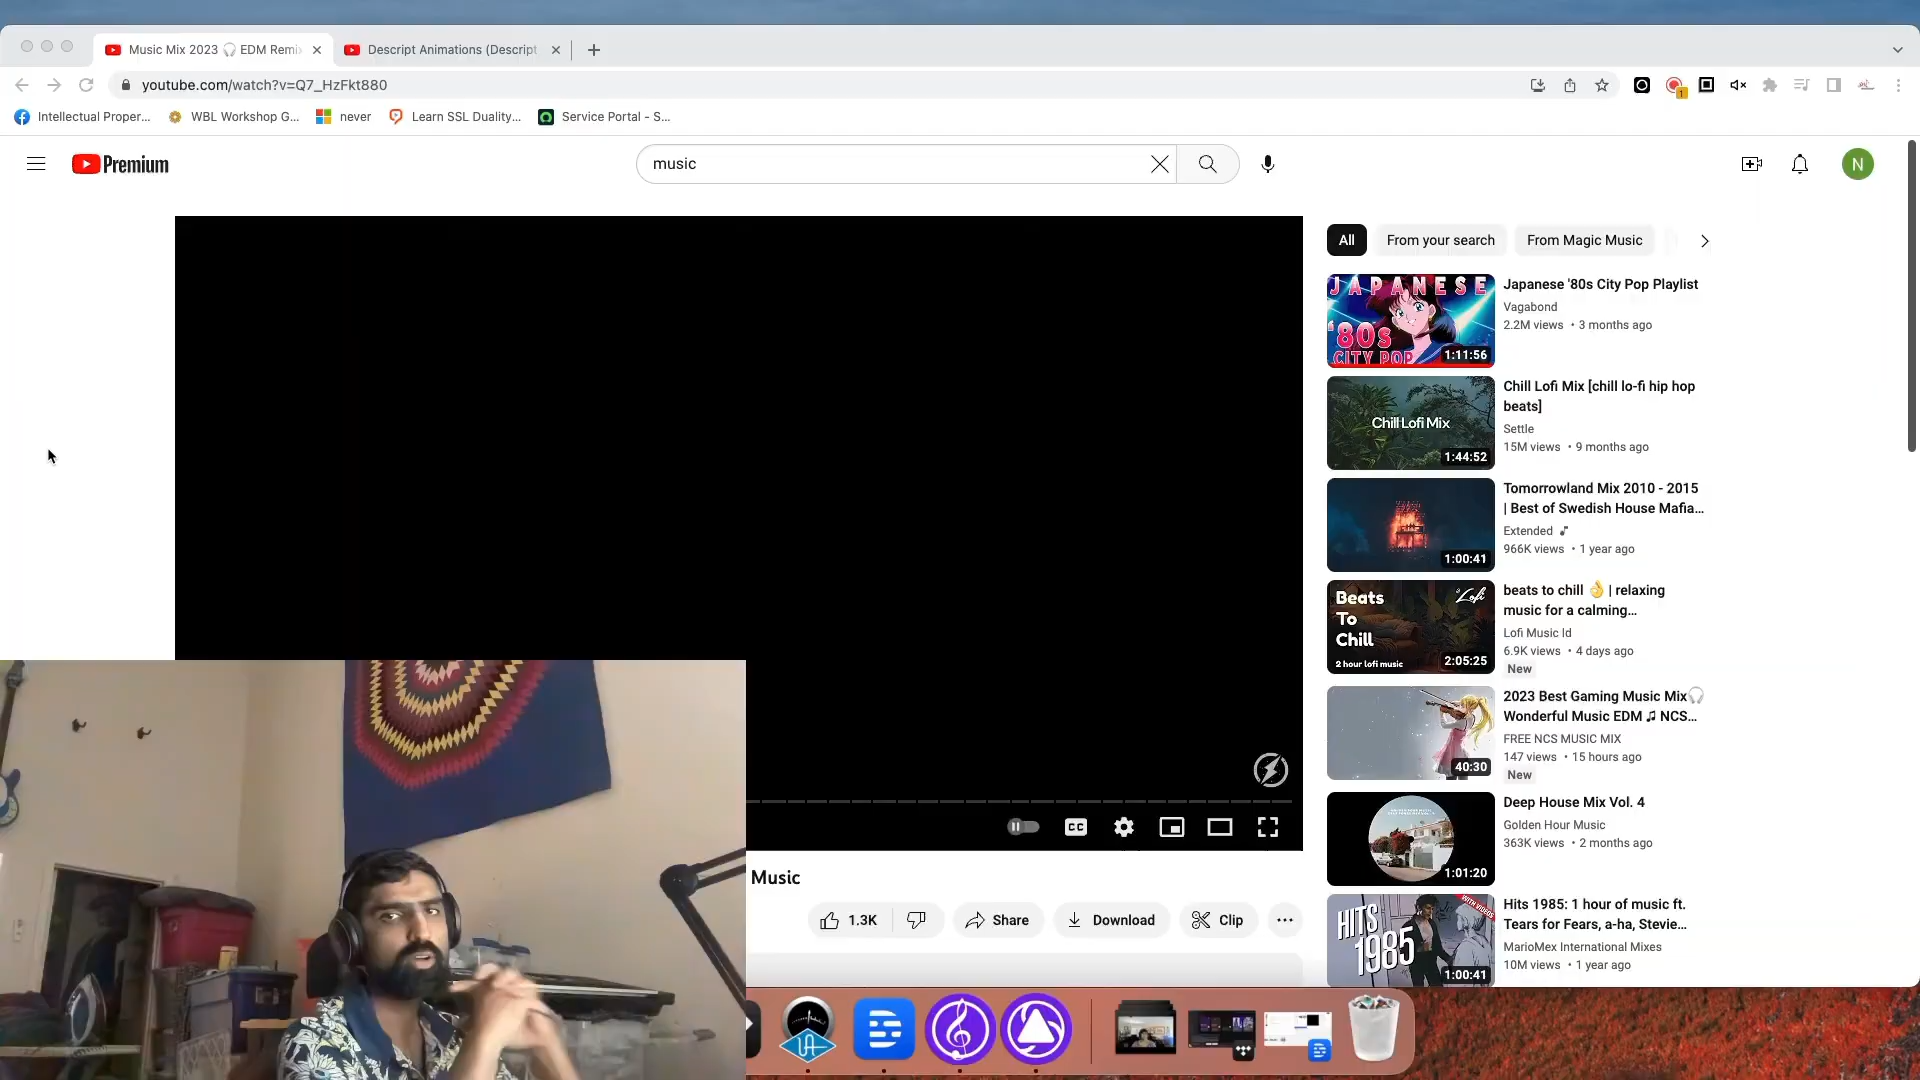 Music Mix 2023 🎧 EDM Remi
Descript Animations (Descript
youtube.com/watch?v=Q7_HzFkt880
1
Intellectual Proper...
WBL Workshop G...
never
Learn SSL Duality...
Service Portal - S...
Premium
music
N
All
From your search
From Magic Music
JAPANESE
'80s
CITY POP
1:11:56
Japanese '80s City Pop Playlist
Vagabond
2.2M views • 3 months ago
Chill Lofi Mix
1:44:52
Chill Lofi Mix [chill lo-fi hip hop
beats]
Settle
15M views • 9 months ago
1:00:41
Tomorrowland Mix 2010 - 2015
| Best of Swedish House Mafia...
Extended
966K views • 1 year ago
Beats
To
Chill
Lofi
2 hour lofi music
2:05:25
beats to chill 👌 | relaxing
music for a calming...
Lofi Music Id
6.9K views • 4 days ago
New
40:30
2023 Best Gaming Music Mix🎧
Wonderful Music EDM ♫ NCS...
FREE NCS MUSIC MIX
147 views • 15 hours ago
New
1:01:20
Deep House Mix Vol. 4
Golden Hour Music
363K views • 2 months ago
HITS
1985
WITH VIDEOS
1:00:41
Hits 1985: 1 hour of music ft.
Tears for Fears, a-ha, Stevie...
MarioMex International Mixes
10M views • 1 year ago
CC
Music
1.3K
Share
Download
Clip